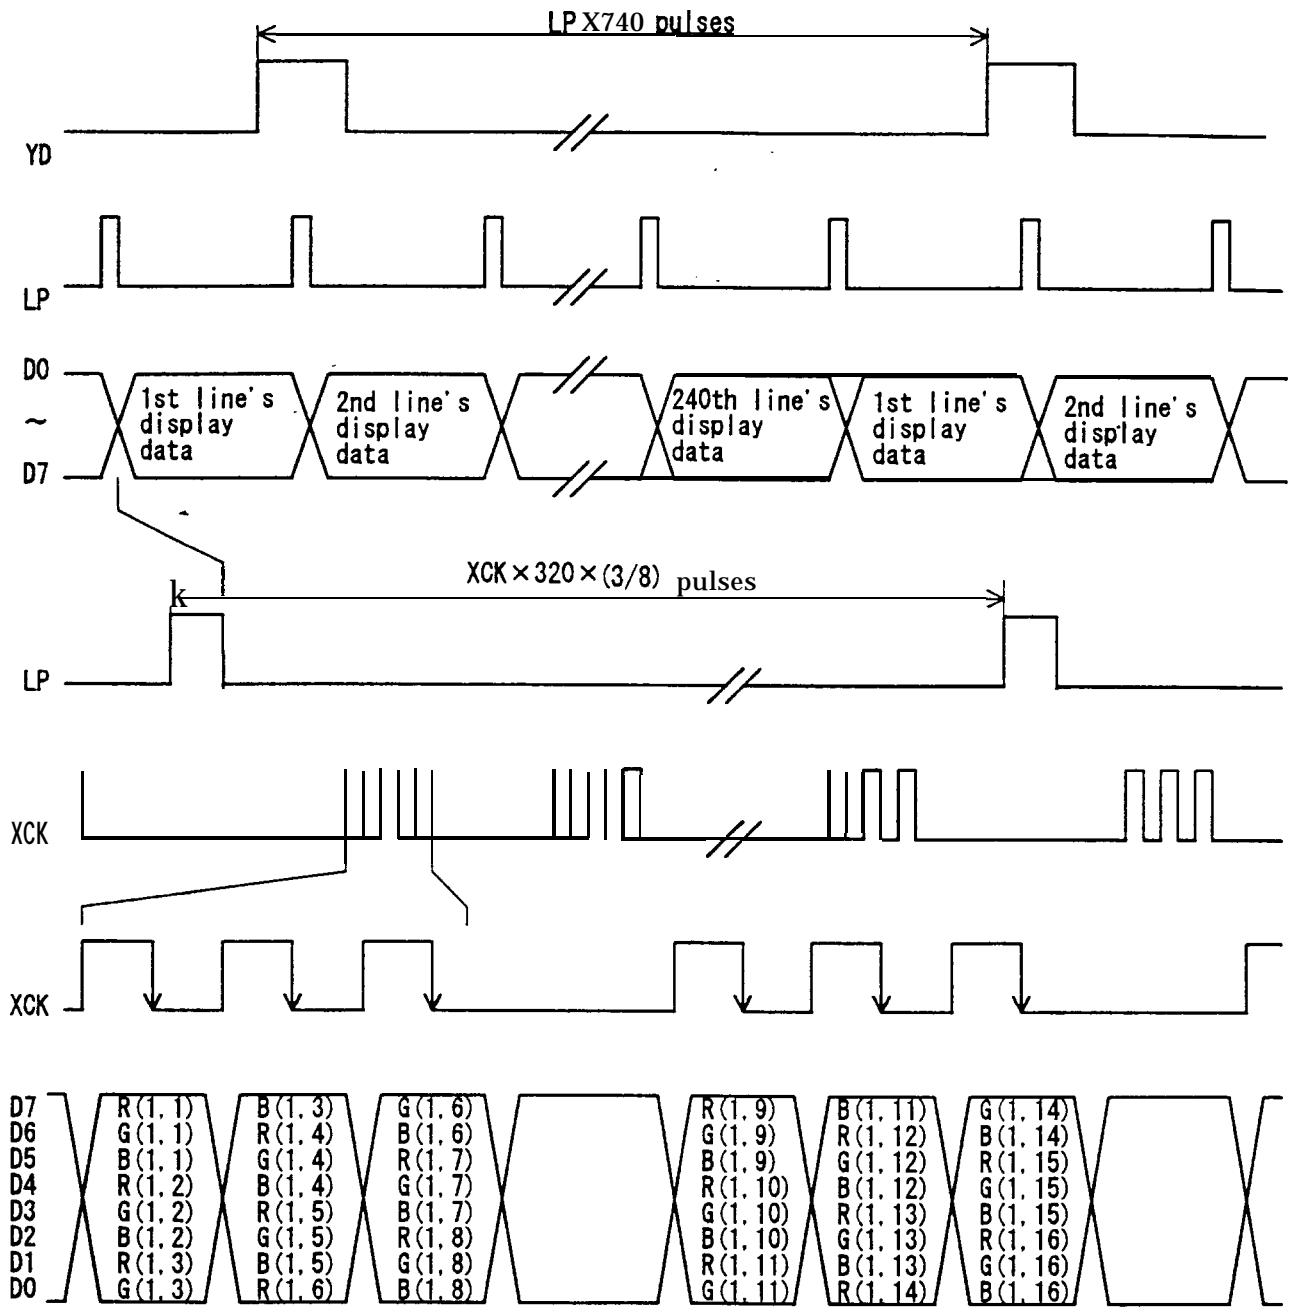 LP X740 pulses
YD
LP
D0
~
D7
1st line's
display
data
2nd line's
display
data
240th line's
display
data
1st line's
display
data
2nd line's
display
data
XCK×320×(3/8) pulses
k
LP
XCK
XCK
D7 R(1,1) B(1,3) G(1,6) R(1,9) B(1,11) G(1,14)
D6 G(1,1) R(1,4) B(1,6) G(1,9) R(1,12) B(1,14)
D5 B(1,1) G(1,4) R(1,7) B(1,9) G(1,12) R(1,15)
D4 R(1,2) B(1,4) G(1,7) R(1,10) B(1,12) G(1,15)
D3 G(1,2) R(1,5) B(1,7) G(1,10) R(1,13) B(1,15)
D2 B(1,2) G(1,5) R(1,8) B(1,10) G(1,13) R(1,16)
D1 R(1,3) B(1,5) G(1,8) R(1,11) B(1,13) G(1,16)
D0 G(1,3) R(1,6) B(1,8) G(1,11) R(1,14) B(1,16)